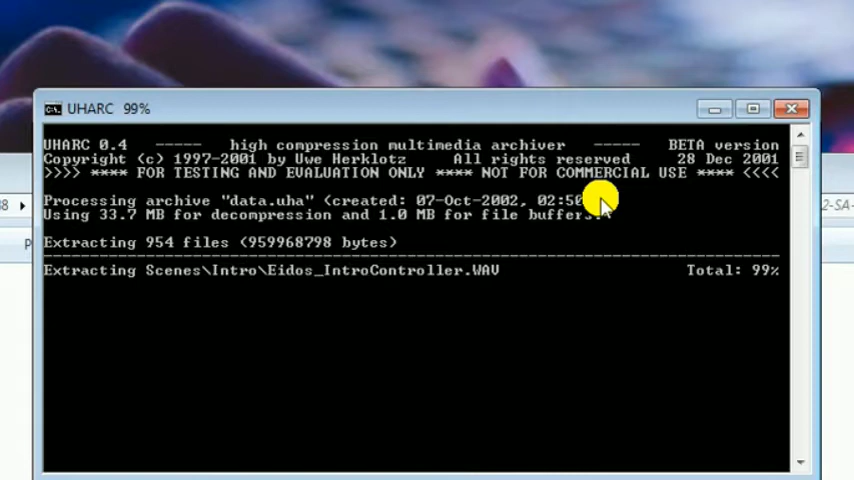 UHARC 99%
UHARC 0.4 ----- high compression multimedia archiver ----- BETA version
Copyright (c) 1997-2001 by Uwe Herklotz All rights reserved 28 Dec 2001
>>>> **** FOR TESTING AND EVALUATION ONLY **** NOT FOR COMMERCIAL USE **** <<<<
Processing archive "data.uha" (created: 07-Oct-2002, 02:50
Using 33.7 MB for decompression and 1.0 MB for file buffers.
Extracting 954 files (959968798 bytes)
Extracting Scenes\Intro\Eidos_IntroController.WAV Total: 99%